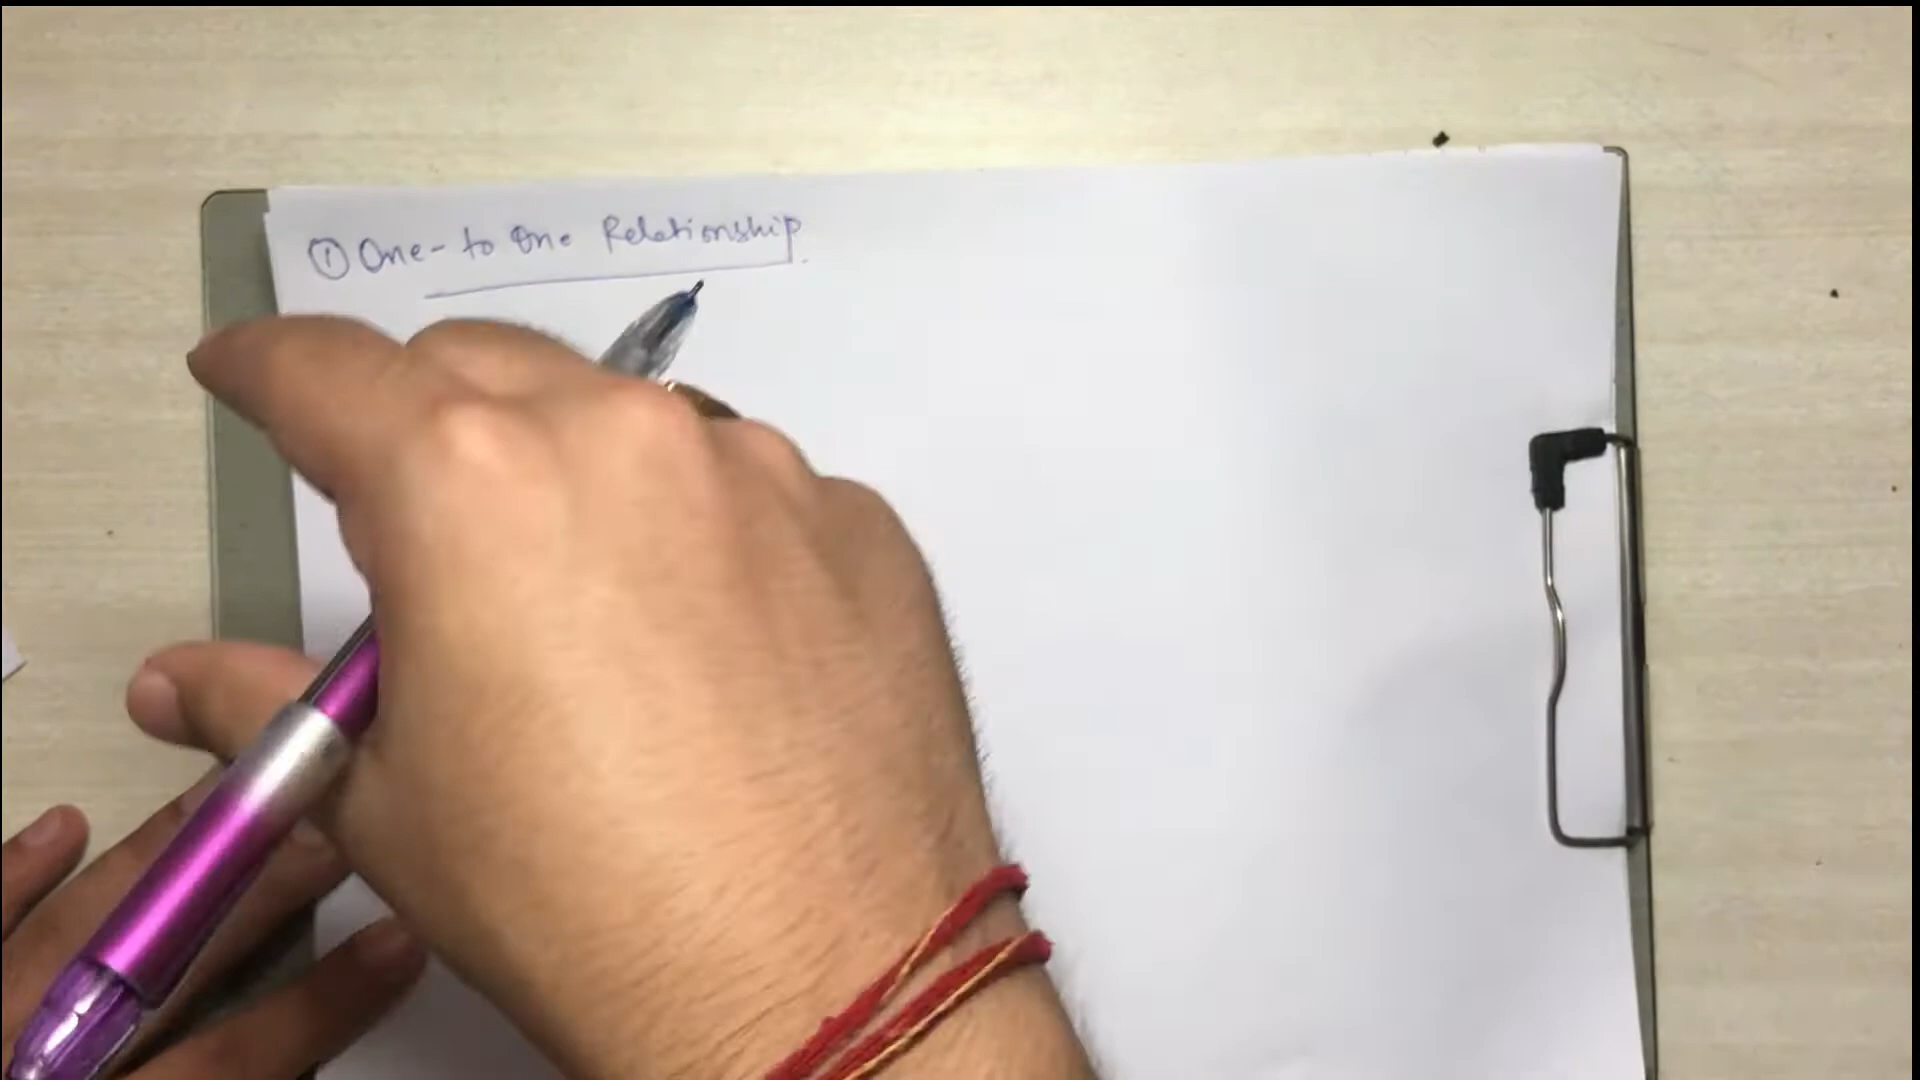 ① One- to One Relationship.